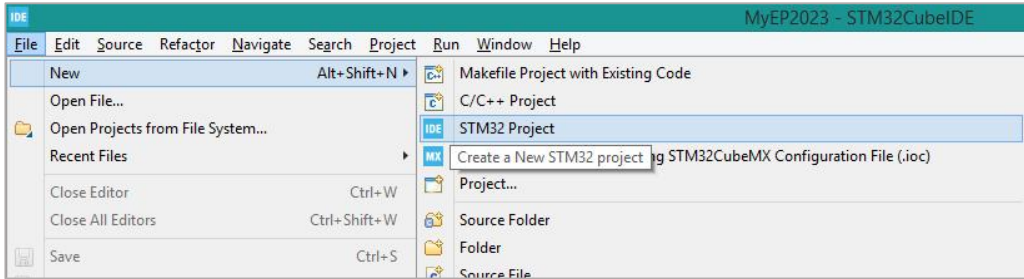 IDE MyEP2023 - STM32CubeIDE
File Edit Source Refactor Navigate Search Project Run Window Help
New Alt+Shift+N
Open File...
Open Projects from File System...
Recent Files
Close Editor Ctrl+W
Close All Editors Ctrl+Shift+W
Save Ctrl+S
Makefile Project with Existing Code
C/C++ Project
IDE STM32 Project
MX Create a New STM32 project g STM32CubeMX Configuration File (.ioc)
Project...
Source Folder
Folder
Source File